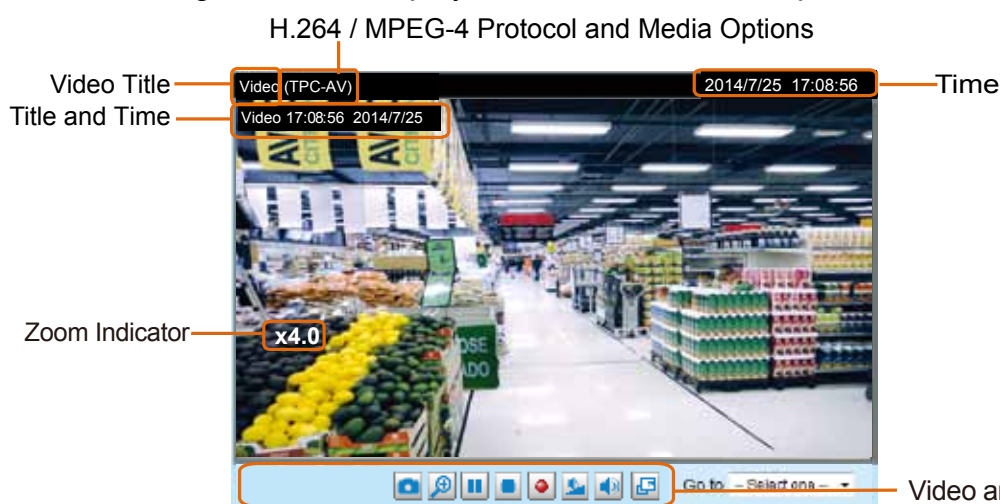 H.264 / MPEG-4 Protocol and Media Options
Video Title
Video (TPC-AV)
2014/7/25 17:08:56
Time
Title and Time
Video 17:08:56 2014/7/25
Zoom Indicator
x4.0
Go to
-- Select one --
Video